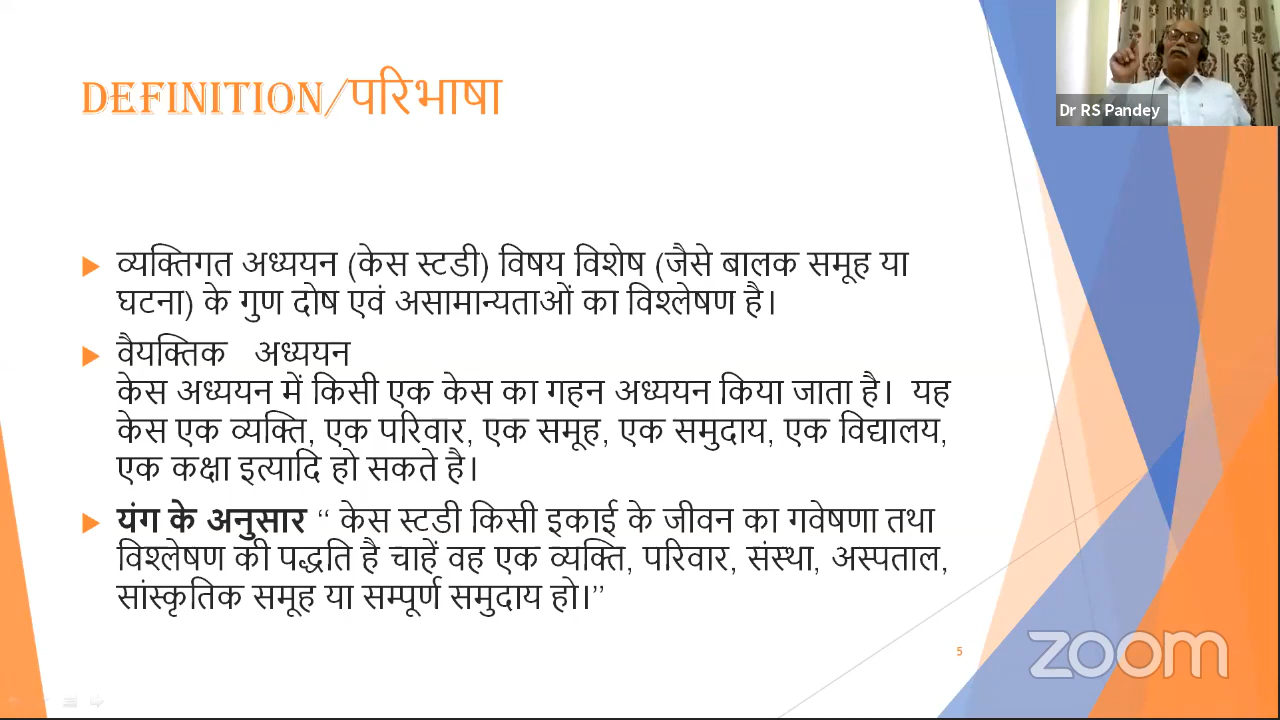 DEFINITION/परिभाषा
Dr RS Pandey
व्यक्तिगत अध्ययन (केस स्टडी) विषय विशेष (जैसे बालक समूह या
घटना) के गुण दोष एवं असामान्यताओं का विश्लेषण है।
वैयक्तिक अध्ययन
केस अध्ययन में किसी एक केस का गहन अध्ययन किया जाता है। यह
केस एक व्यक्ति, एक परिवार, एक समूह, एक समुदाय, एक विद्यालय,
एक कक्षा इत्यादि हो सकते है।
यंग के अनुसार “ केस स्टडी किसी इकाई के जीवन का गवेषणा तथा
विश्लेषण की पद्धति है चाहें वह एक व्यक्ति, परिवार, संस्था, अस्पताल,
सांस्कृतिक समूह या सम्पूर्ण समुदाय हो।”
5
zoom